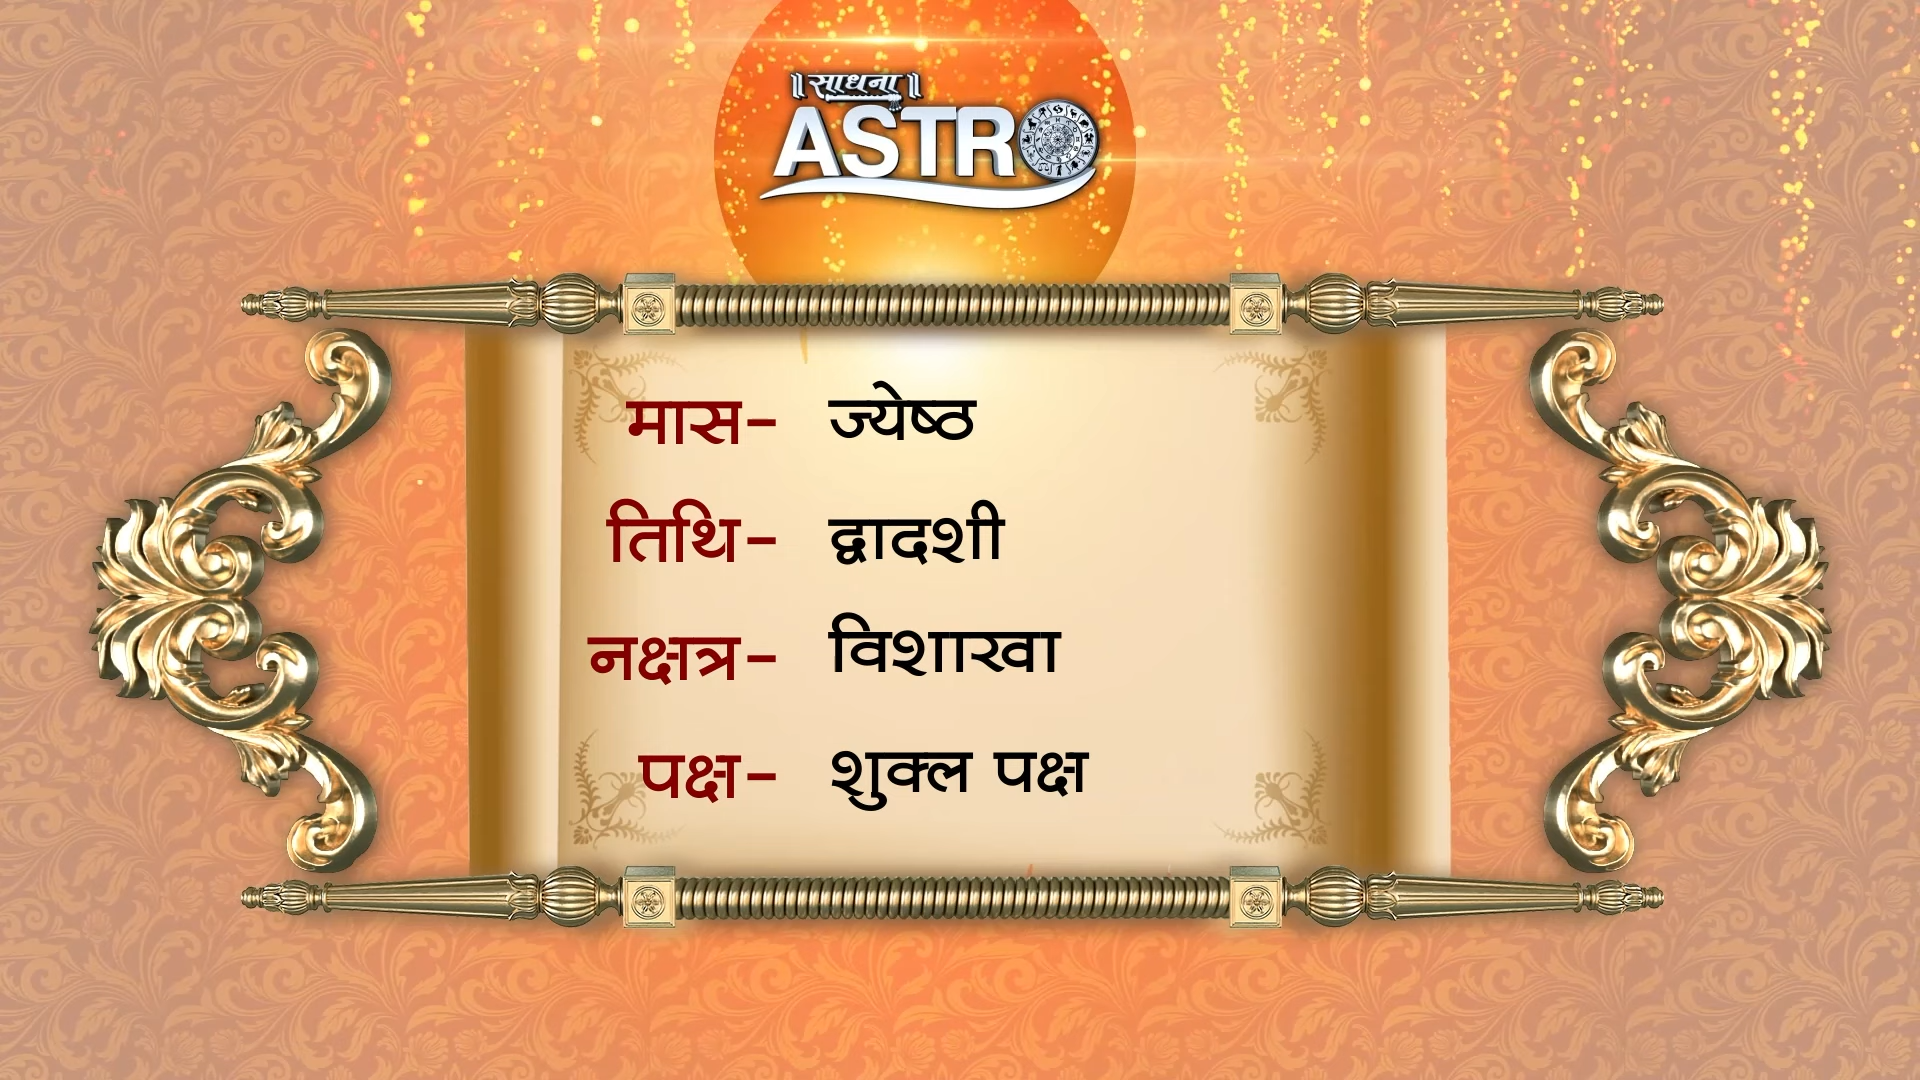 ॥साधना॥
ASTRO
मास- ज्येष्ठ
तिथि- द्वादशी
नक्षत्र- विशाखा
पक्ष- शुक्ल पक्ष